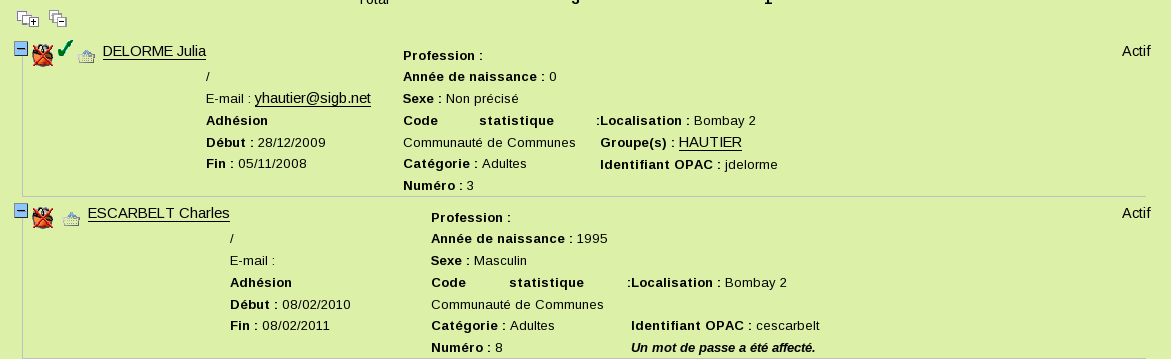 Total 3 1
DELORME Julia Profession : Actif
/ Année de naissance : 0
E-mail : yhautier@sigb.net Sexe : Non précisé
Adhésion Code statistique :Localisation : Bombay 2
Début : 28/12/2009 Communauté de Communes Groupe(s) : HAUTIER
Fin : 05/11/2008 Catégorie : Adultes Identifiant OPAC : jdelorme
Numéro : 3
ESCARBELT Charles Profession : Actif
/ Année de naissance : 1995
E-mail : Sexe : Masculin
Adhésion Code statistique :Localisation : Bombay 2
Début : 08/02/2010 Communauté de Communes
Fin : 08/02/2011 Catégorie : Adultes Identifiant OPAC : cescarbelt
Numéro : 8 Un mot de passe a été affecté.